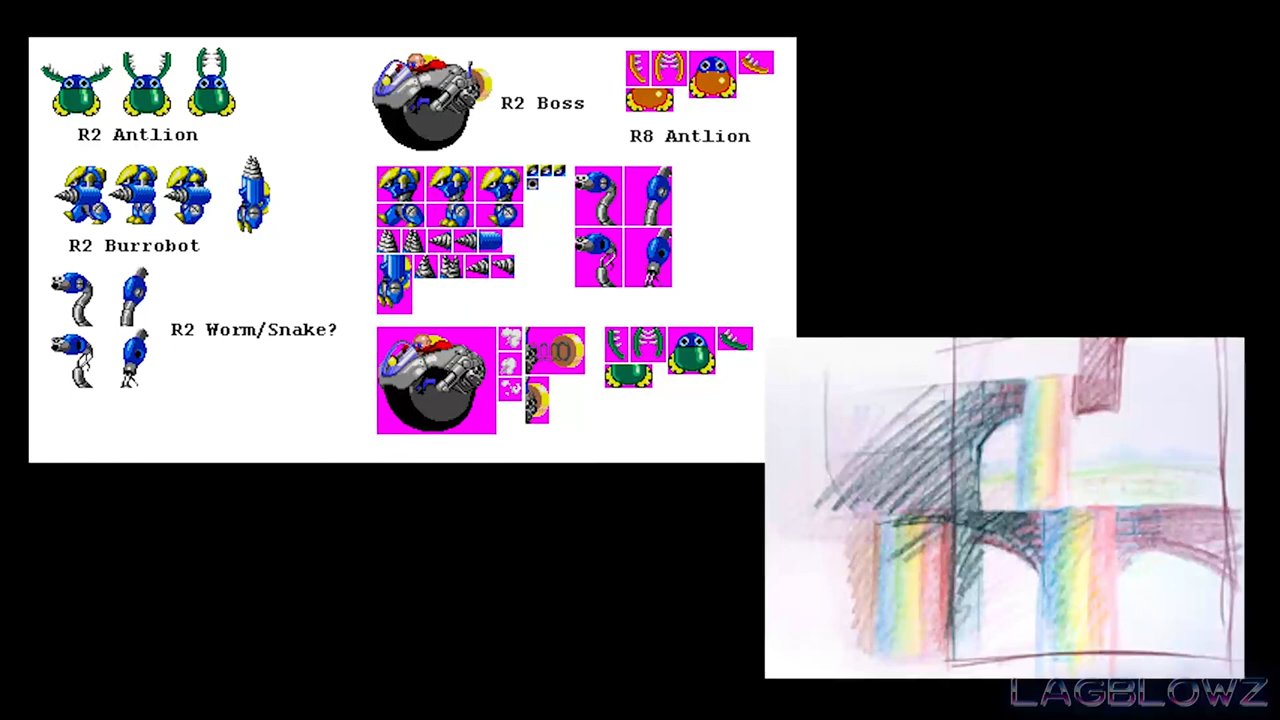 R2 Antlion
R2 Boss
R8 Antlion
R2 Burrobot
R2 Worm/Snake?
LAGBLOWZ